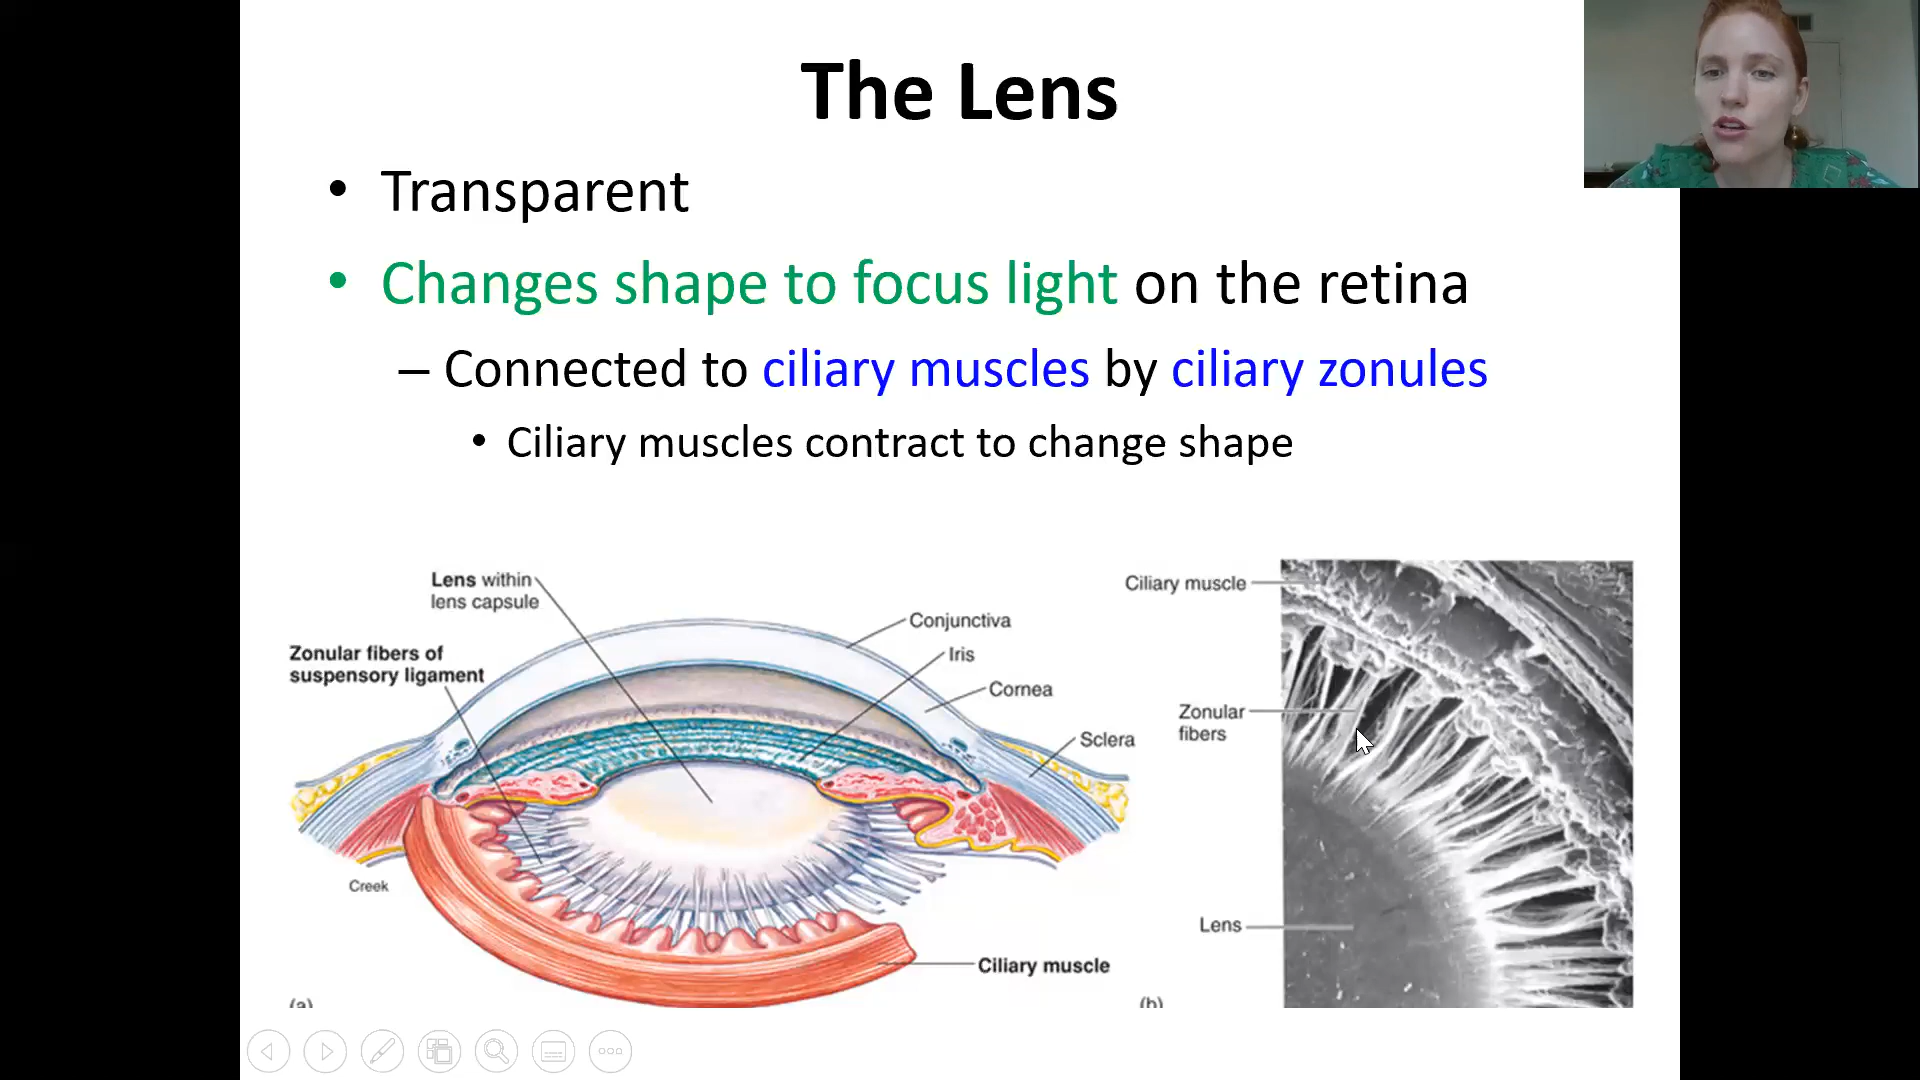 The Lens
• Transparent
• Changes shape to focus light on the retina
– Connected to ciliary muscles by ciliary zonules
• Ciliary muscles contract to change shape
Lens within
lens capsule
Zonular fibers of
suspensory ligament
Conjunctiva
Iris
Cornea
Sclera
Creek
Ciliary muscle
(a)
Ciliary muscle
Zonular
fibers
Lens
(b)